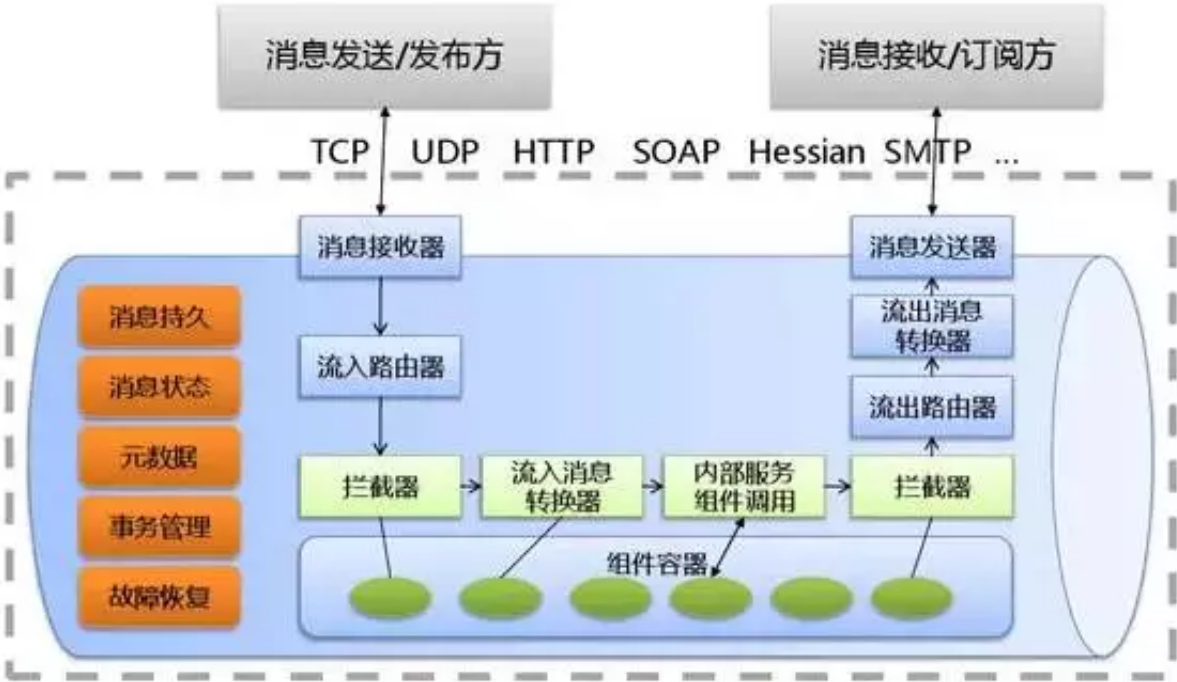 消息发送/发布方
消息接收/订阅方
TCP UDP HTTP SOAP Hessian SMTP ...
消息接收器
消息发送器
消息持久
流出消息
转换器
流入路由器
消息状态
流出路由器
元数据
拦截器
流入消息
转换器
内部服务
组件调用
拦截器
事务管理
组件容器
故障恢复